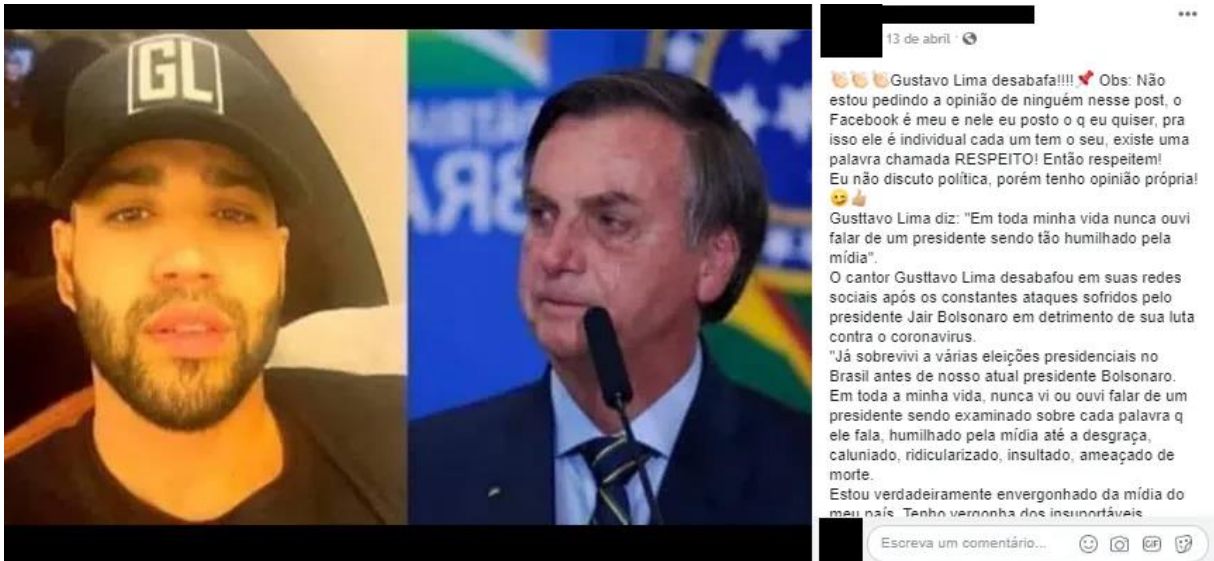 GL
13 de abril
👏🏻👏🏻👏🏻Gustavo Lima desabafa!!!!📌 Obs: Não
estou pedindo a opinião de ninguém nesse post, o
Facebook é meu e nele eu posto o q eu quiser, pra
isso ele é individual cada um tem o seu, existe uma
palavra chamada RESPEITO! Então respeitem!
Eu não discuto política, porém tenho opinião própria!
😉👍🏼
Gusttavo Lima diz: "Em toda minha vida nunca ouvi
falar de um presidente sendo tão humilhado pela
mídia".
O cantor Gusttavo Lima desabafou em suas redes
sociais após os constantes ataques sofridos pelo
presidente Jair Bolsonaro em detrimento de sua luta
contra o coronavirus.
"Já sobrevivi a várias eleições presidenciais no
Brasil antes de nosso atual presidente Bolsonaro.
Em toda a minha vida, nunca vi ou ouvi falar de um
presidente sendo examinado sobre cada palavra q
ele fala, humilhado pela mídia até a desgraça,
caluniado, ridicularizado, insultado, ameaçado de
morte.
Estou verdadeiramente envergonhado da mídia do
meu país. Tenho vergonha dos insuportáveis
Escreva um comentário...
GIF